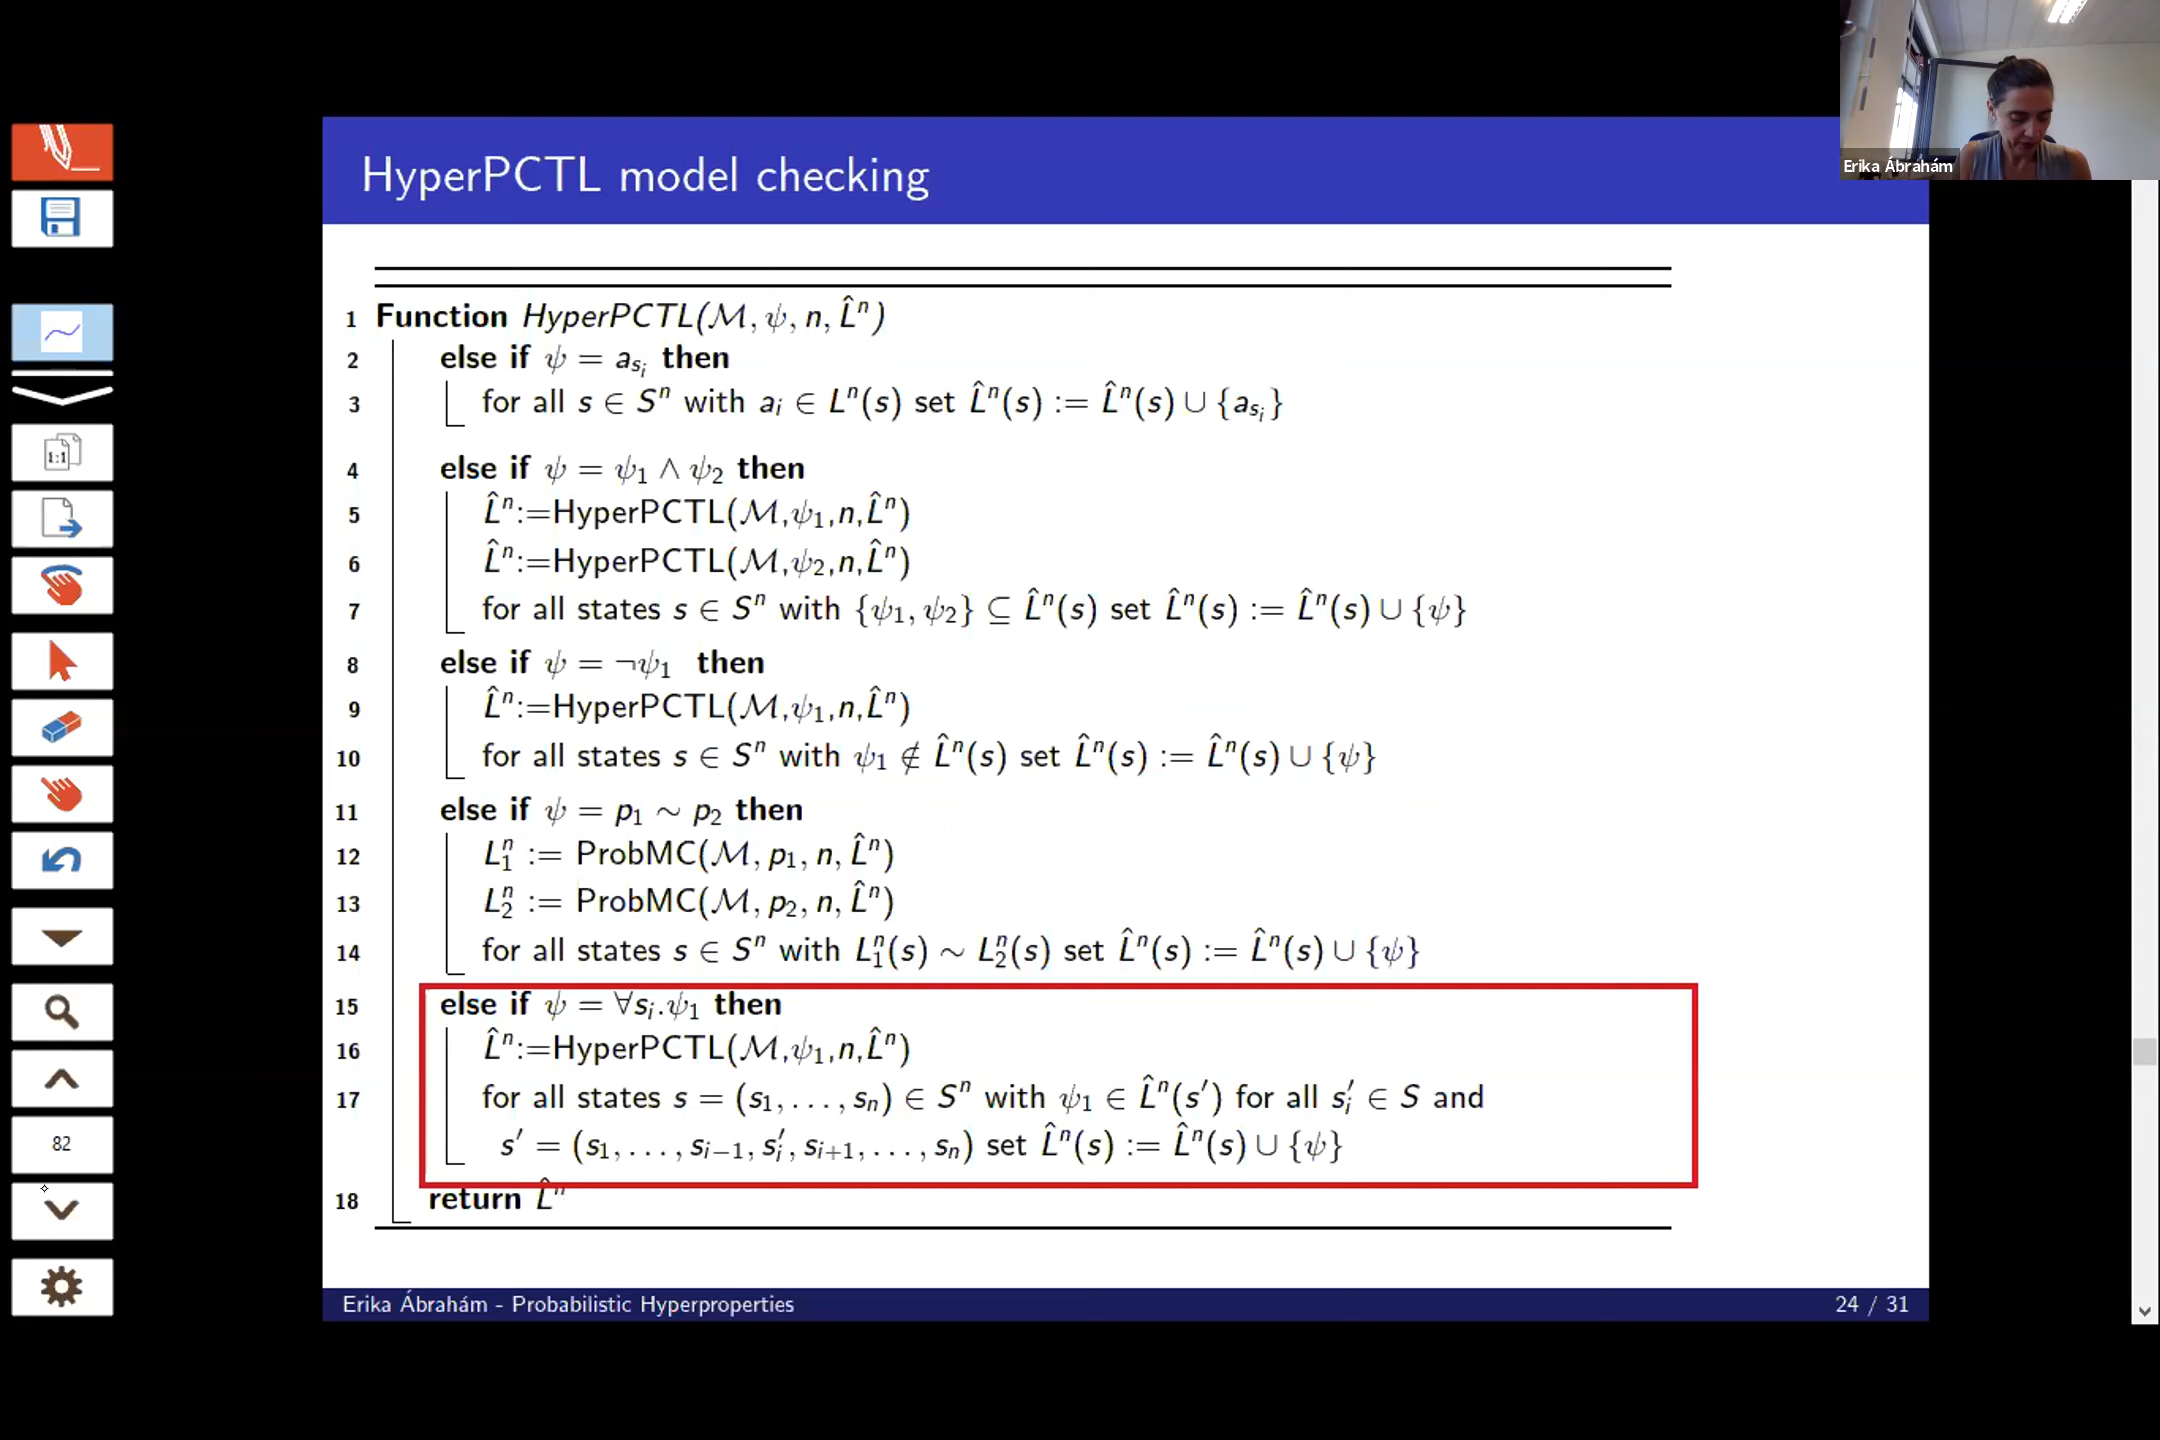 Erika Ábrahám
HyperPCTL model checking
1 Function HyperPCTL(ℳ, ψ, n, L̂ⁿ)
2 else if ψ = a_{s_i} then
3 for all s ∈ Sⁿ with a_i ∈ Lⁿ(s) set L̂ⁿ(s) := L̂ⁿ(s) ∪ {a_{s_i}}
4 else if ψ = ψ₁ ∧ ψ₂ then
5 L̂ⁿ:=HyperPCTL(ℳ,ψ₁,n,L̂ⁿ)
6 L̂ⁿ:=HyperPCTL(ℳ,ψ₂,n,L̂ⁿ)
7 for all states s ∈ Sⁿ with {ψ₁, ψ₂} ⊆ L̂ⁿ(s) set L̂ⁿ(s) := L̂ⁿ(s) ∪ {ψ}
8 else if ψ = ¬ψ₁ then
9 L̂ⁿ:=HyperPCTL(ℳ,ψ₁,n,L̂ⁿ)
10 for all states s ∈ Sⁿ with ψ₁ ∉ L̂ⁿ(s) set L̂ⁿ(s) := L̂ⁿ(s) ∪ {ψ}
11 else if ψ = p₁ ∼ p₂ then
12 L₁ⁿ := ProbMC(ℳ, p₁, n, L̂ⁿ)
13 L₂ⁿ := ProbMC(ℳ, p₂, n, L̂ⁿ)
14 for all states s ∈ Sⁿ with L₁ⁿ(s) ∼ L₂ⁿ(s) set L̂ⁿ(s) := L̂ⁿ(s) ∪ {ψ}
15 else if ψ = ∀s_i.ψ₁ then
16 L̂ⁿ:=HyperPCTL(ℳ,ψ₁,n,L̂ⁿ)
17 for all states s = (s₁, . . . , s_n) ∈ Sⁿ with ψ₁ ∈ L̂ⁿ(s′) for all s′_i ∈ S and
s′ = (s₁, . . . , s_{i−1}, s′_i, s_{i+1}, . . . , s_n) set L̂ⁿ(s) := L̂ⁿ(s) ∪ {ψ}
18 return L̂ⁿ
Erika Ábrahám - Probabilistic Hyperproperties 24 / 31
1:1
82